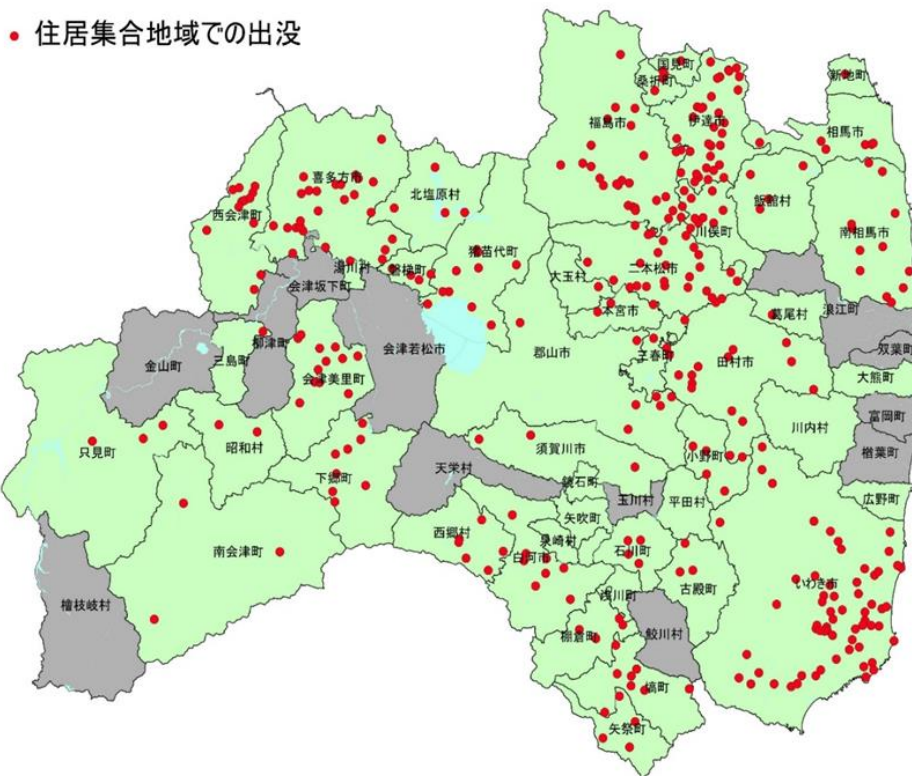 住居集合地域での出没
国見町
桑折町
新地町
伊達市
福島市
相馬市
喜多方市
北塩原村
飯舘村
西会津町
川俣町
南相馬市
猪苗代町
湯川村
磐梯町
二本松市
大玉村
会津坂下町
本宮市
葛尾村
浪江町
柳津町
会津若松市
郡山市
三春町
双葉町
金山町
三島町
田村市
会津美里町
大熊町
富岡町
川内村
只見町
昭和村
須賀川市
小野町
楢葉町
下郷町
天栄村
鏡石町
玉川村
平田村
広野町
矢吹町
西郷村
泉崎村
南会津町
白河市
石川町
いわき市
古殿町
檜枝岐村
浅川町
棚倉町
鮫川村
塙町
矢祭町